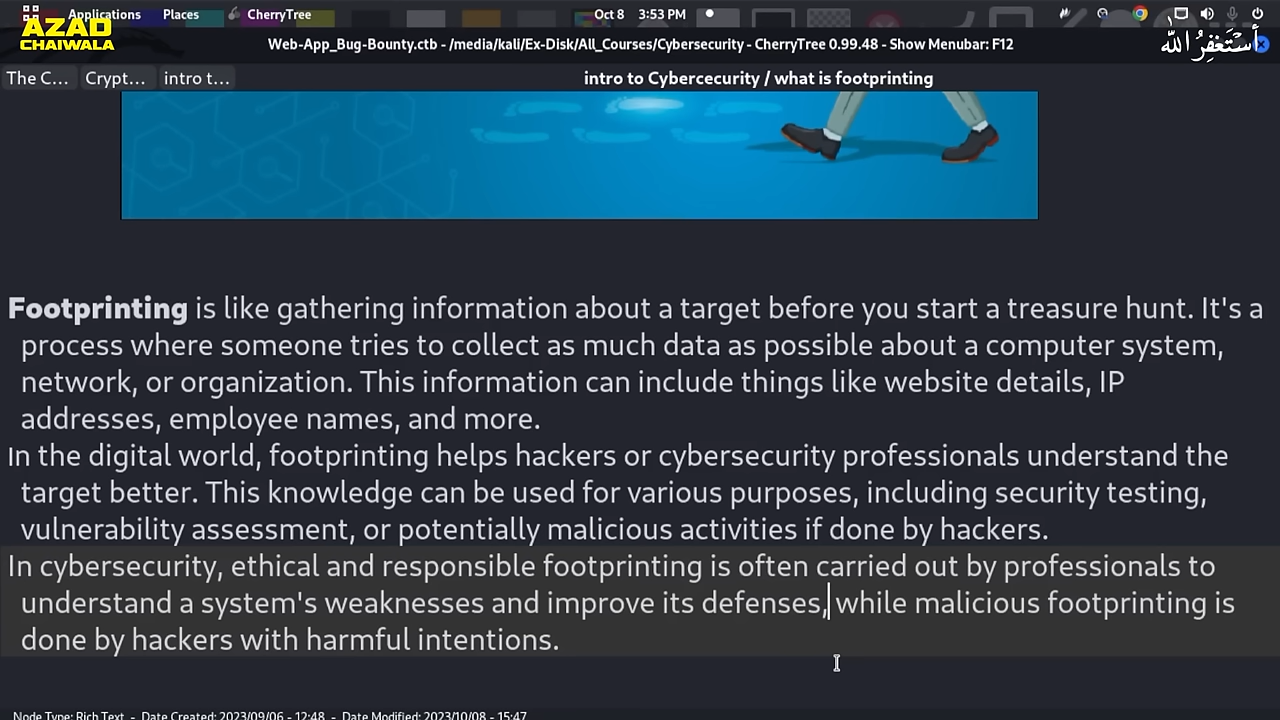 Applications Places CherryTree Oct 8 3:53 PM
AZAD
CHAIWALA
Web-App_Bug-Bounty.ctb - /media/kali/Ex-Disk/All_Courses/Cybersecurity - CherryTree 0.99.48 - Show Menubar: F12
أستغفر الله
The C... Crypt... intro t... intro to Cybercecurity / what is footprinting
Footprinting is like gathering information about a target before you start a treasure hunt. It's a
process where someone tries to collect as much data as possible about a computer system,
network, or organization. This information can include things like website details, IP
addresses, employee names, and more.
In the digital world, footprinting helps hackers or cybersecurity professionals understand the
target better. This knowledge can be used for various purposes, including security testing,
vulnerability assessment, or potentially malicious activities if done by hackers.
In cybersecurity, ethical and responsible footprinting is often carried out by professionals to
understand a system's weaknesses and improve its defenses, while malicious footprinting is
done by hackers with harmful intentions.
Node Type: Rich Text - Date Created: 2023/09/06 - 12:48 - Date Modified: 2023/10/08 - 15:47